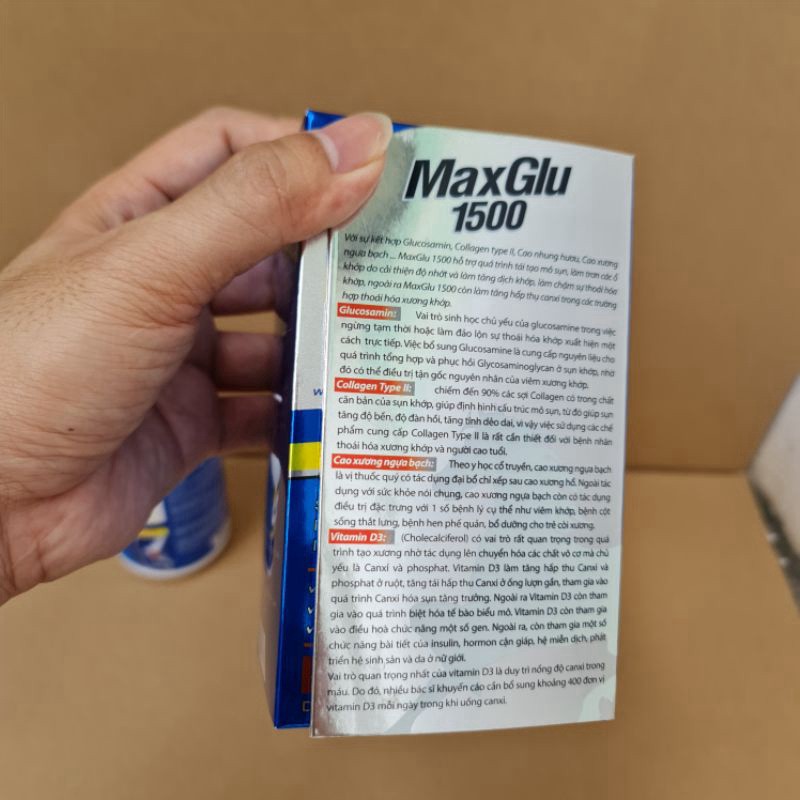 MaxGlu
1500
Với sự kết hợp Glucosamin, Collagen type II, Cao nhung hươu, Cao xương
ngựa bạch ... MaxGlu 1500 hỗ trợ quá trình tái tạo mô sụn, làm trơn các ổ
khớp do cải thiện độ nhớt và làm tăng dịch khớp, làm chậm sự thoái hóa
khớp, ngoài ra MaxGlu 1500 còn làm tăng hấp thụ canxi trong các trường
hợp thoái hóa xương khớp.
Glucosamin: Vai trò sinh học chủ yếu của glucosamine trong việc
ngừng tạm thời hoặc làm đảo lộn sự thoái hóa khớp xuất hiện một
cách trực tiếp. Việc bổ sung Glucosamine là cung cấp nguyên liệu cho
quá trình tổng hợp và phục hồi Glycosaminoglycan ở sụn khớp, nhờ
đó có thể điều trị tận gốc nguyên nhân của viêm xương khớp.
Collagen Type II: chiếm đến 90% các sợi Collagen có trong chất
căn bản của sụn khớp, giúp định hình cấu trúc mô sụn, từ đó giúp sụn
tăng độ bền, độ đàn hồi, tăng tính dẻo dai, vì vậy việc sử dụng các chế
phẩm cung cấp Collagen Type II là rất cần thiết đối với bệnh nhân
thoái hóa xương khớp và người cao tuổi.
Cao xương ngựa bạch: Theo y học cổ truyền, cao xương ngựa bạch
là vị thuốc quý có tác dụng đại bổ chỉ xếp sau cao xương hổ. Ngoài tác
dụng với sức khỏe nói chung, cao xương ngựa bạch còn có tác dụng
điều trị đặc trưng với 1 số bệnh lý cụ thể như viêm khớp, bệnh cột
sống thắt lưng, bệnh hen phế quản, bổ dưỡng cho trẻ còi xương.
Vitamin D3: (Cholecalciferol) có vai trò rất quan trọng trong quá
trình tạo xương nhờ tác dụng lên chuyển hóa các chất vô cơ mà chủ
yếu là Canxi và phosphat. Vitamin D3 làm tăng hấp thu Canxi và
phosphat ở ruột, tăng tái hấp thu Canxi ở ống lượn gần, tham gia vào
quá trình Canxi hóa sụn tăng trưởng. Ngoài ra Vitamin D3 còn tham
gia vào quá trình biệt hóa tế bào biểu mô. Vitamin D3 còn tham gia
vào điều hoà chức năng một số gen. Ngoài ra, còn tham gia một số
chức năng bài tiết của insulin, hormon cận giáp, hệ miễn dịch, phát
triển hệ sinh sản và da ở nữ giới.
Vai trò quan trọng nhất của vitamin D3 là duy trì nồng độ canxi trong
máu. Do đó, nhiều bác sĩ khuyến cáo cần bổ sung khoảng 400 đơn vị
vitamin D3 mỗi ngày trong khi uống canxi.